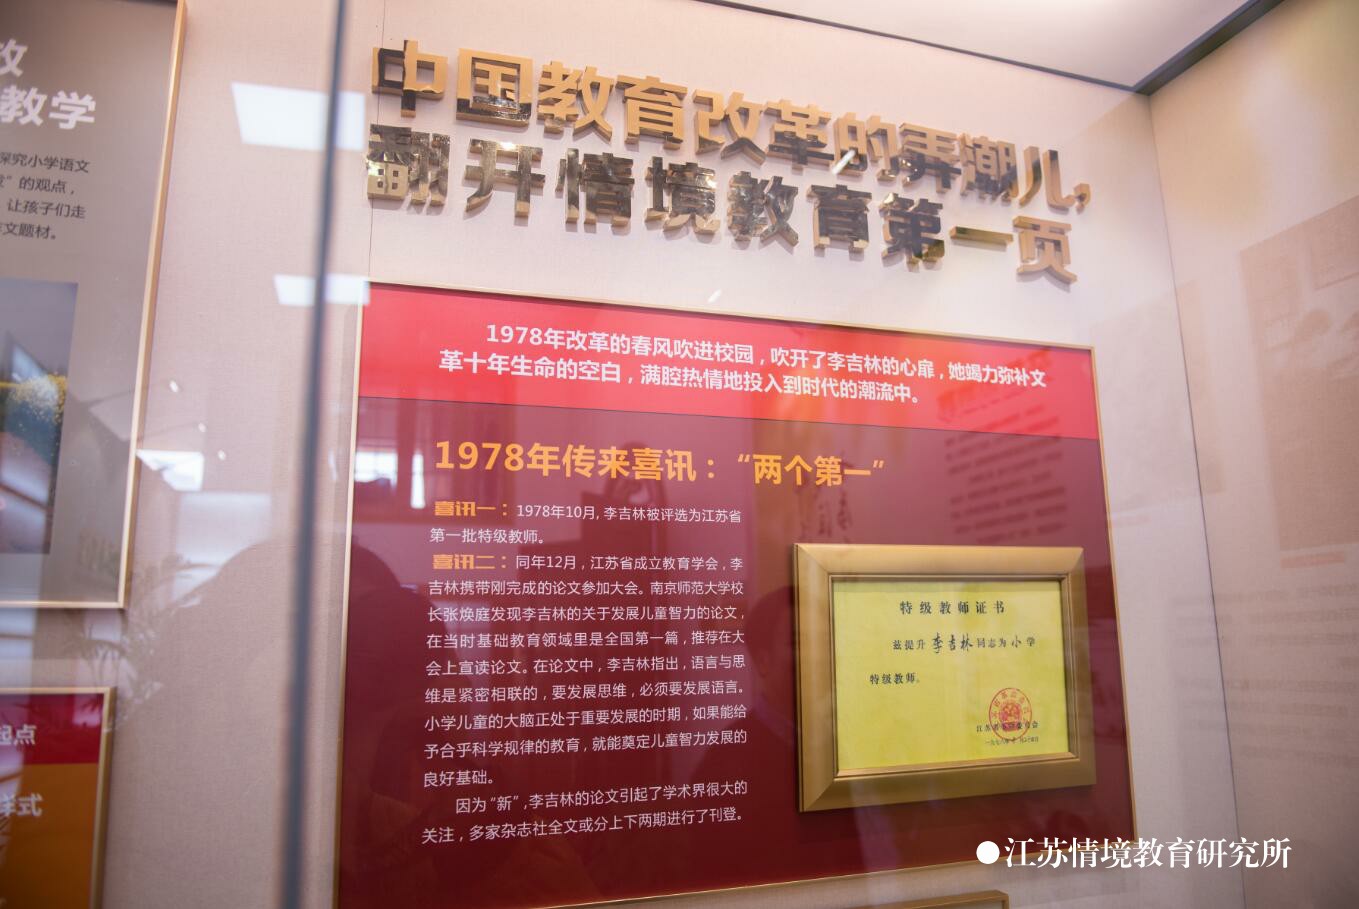 改
教学
探究小学语文
”的观点，
让孩子们走
作文题材。
起点
样式
中国教育改革的弄潮儿，
翻开情境教育第一页
1978年改革的春风吹进校园，吹开了李吉林的心扉，她竭力弥补文
革十年生命的空白，满腔热情地投入到时代的潮流中。
1978年传来喜讯：“两个第一”
喜讯一：1978年10月，李吉林被评选为江苏省
第一批特级教师。
喜讯二：同年12月，江苏省成立教育学会，李
吉林携带刚完成的论文参加大会。南京师范大学校
长张焕庭发现李吉林的关于发展儿童智力的论文，
在当时基础教育领域里是全国第一篇，推荐在大
会上宣读论文。在论文中，李吉林指出，语言与思
维是紧密相联的，要发展思维，必须要发展语言。
小学儿童的大脑正处于重要发展的时期，如果能给
予合乎科学规律的教育，就能奠定儿童智力发展的
良好基础。
因为“新”，李吉林的论文引起了学术界很大的
关注，多家杂志社全文或分上下两期进行了刊登。
特级教师证书
兹提升李吉林同志为小学
特级教师。
江苏情境教育研究所